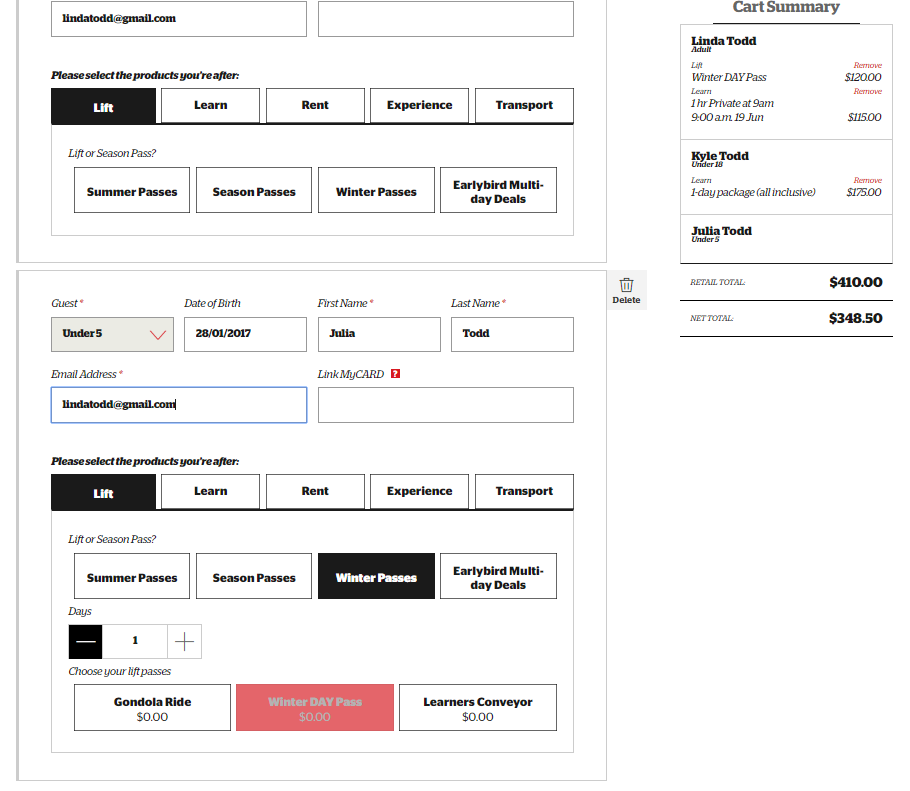 lindatodd@gmail.com
Please select the products you're after:
Lift Learn Rent Experience Transport
Lift or Season Pass?
Summer Passes Season Passes Winter Passes Earlybird Multi-
day Deals
Guest * Date of Birth First Name * Last Name *
Under 5 28/01/2017 Julia Todd
Email Address * Link MyCARD ?
lindatodd@gmail.com
Please select the products you're after:
Lift Learn Rent Experience Transport
Lift or Season Pass?
Summer Passes Season Passes Winter Passes Earlybird Multi-
day Deals
Days
1
Choose your lift passes
Gondola Ride Winter DAY Pass Learners Conveyor
$0.00 $0.00 $0.00
Delete
Cart Summary
Linda Todd
Adult
Lift Remove
Winter DAY Pass $120.00
Learn Remove
1 hr Private at 9am
9:00 a.m. 19 Jun $115.00
Kyle Todd
Under 18
Learn Remove
1-day package (all inclusive) $175.00
Julia Todd
Under 5
RETAIL TOTAL: $410.00
NET TOTAL: $348.50